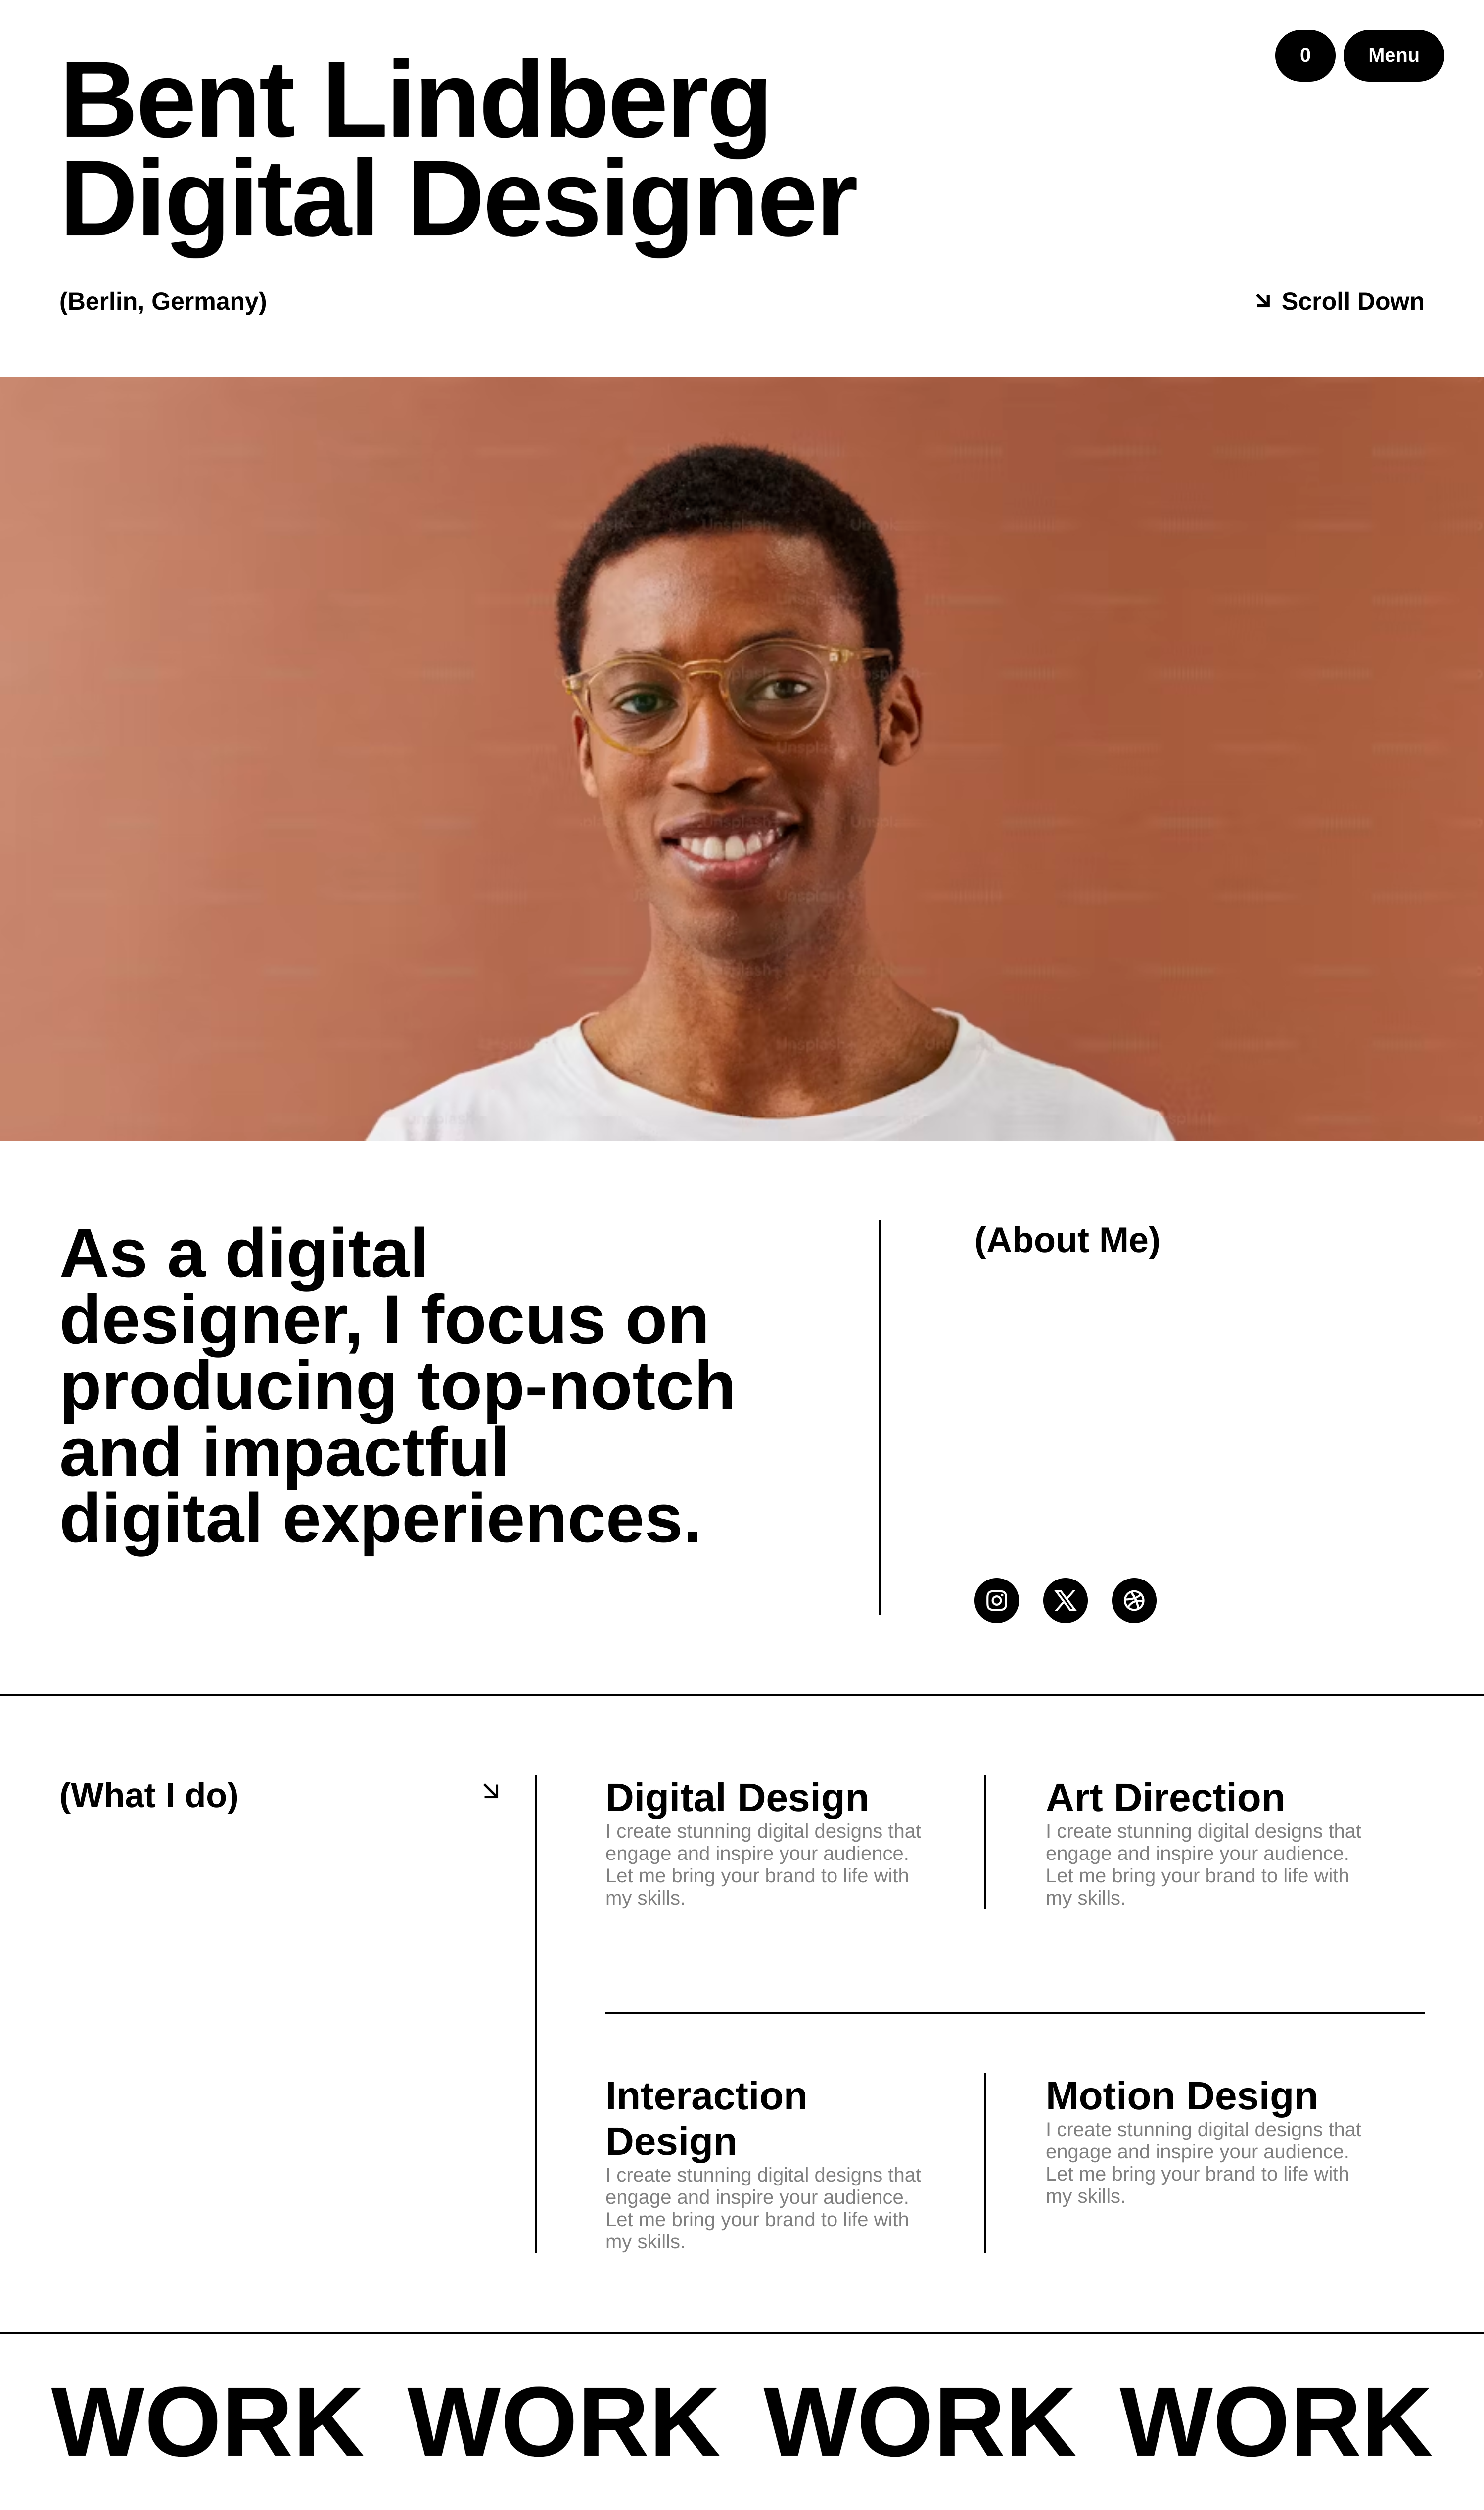 Bent Lindberg
Digital Designer
0
Menu
(Berlin, Germany)
Scroll Down
As a digital
designer, I focus on
producing top-notch
and impactful
digital experiences.
(About Me)
(What I do)
Digital Design
I create stunning digital designs that
engage and inspire your audience.
Let me bring your brand to life with
my skills.
Art Direction
I create stunning digital designs that
engage and inspire your audience.
Let me bring your brand to life with
my skills.
Interaction
Design
I create stunning digital designs that
engage and inspire your audience.
Let me bring your brand to life with
my skills.
Motion Design
I create stunning digital designs that
engage and inspire your audience.
Let me bring your brand to life with
my skills.
WORK WORK WORK WORK